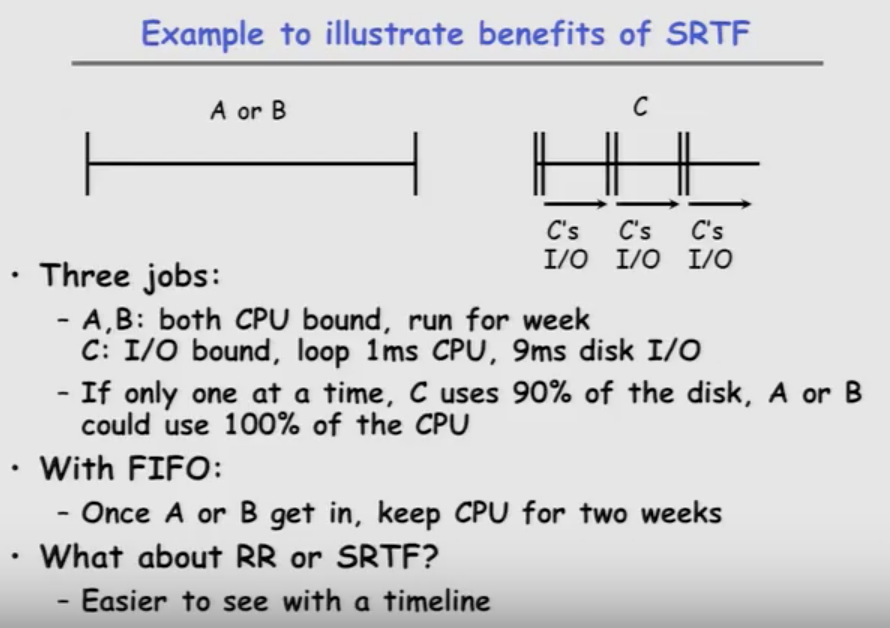 Example to illustrate benefits of SRTF
A or B
C
C's C's C's
I/O I/O I/O
• Three jobs:
– A,B: both CPU bound, run for week
C: I/O bound, loop 1ms CPU, 9ms disk I/O
– If only one at a time, C uses 90% of the disk, A or B
could use 100% of the CPU
• With FIFO:
– Once A or B get in, keep CPU for two weeks
• What about RR or SRTF?
– Easier to see with a timeline